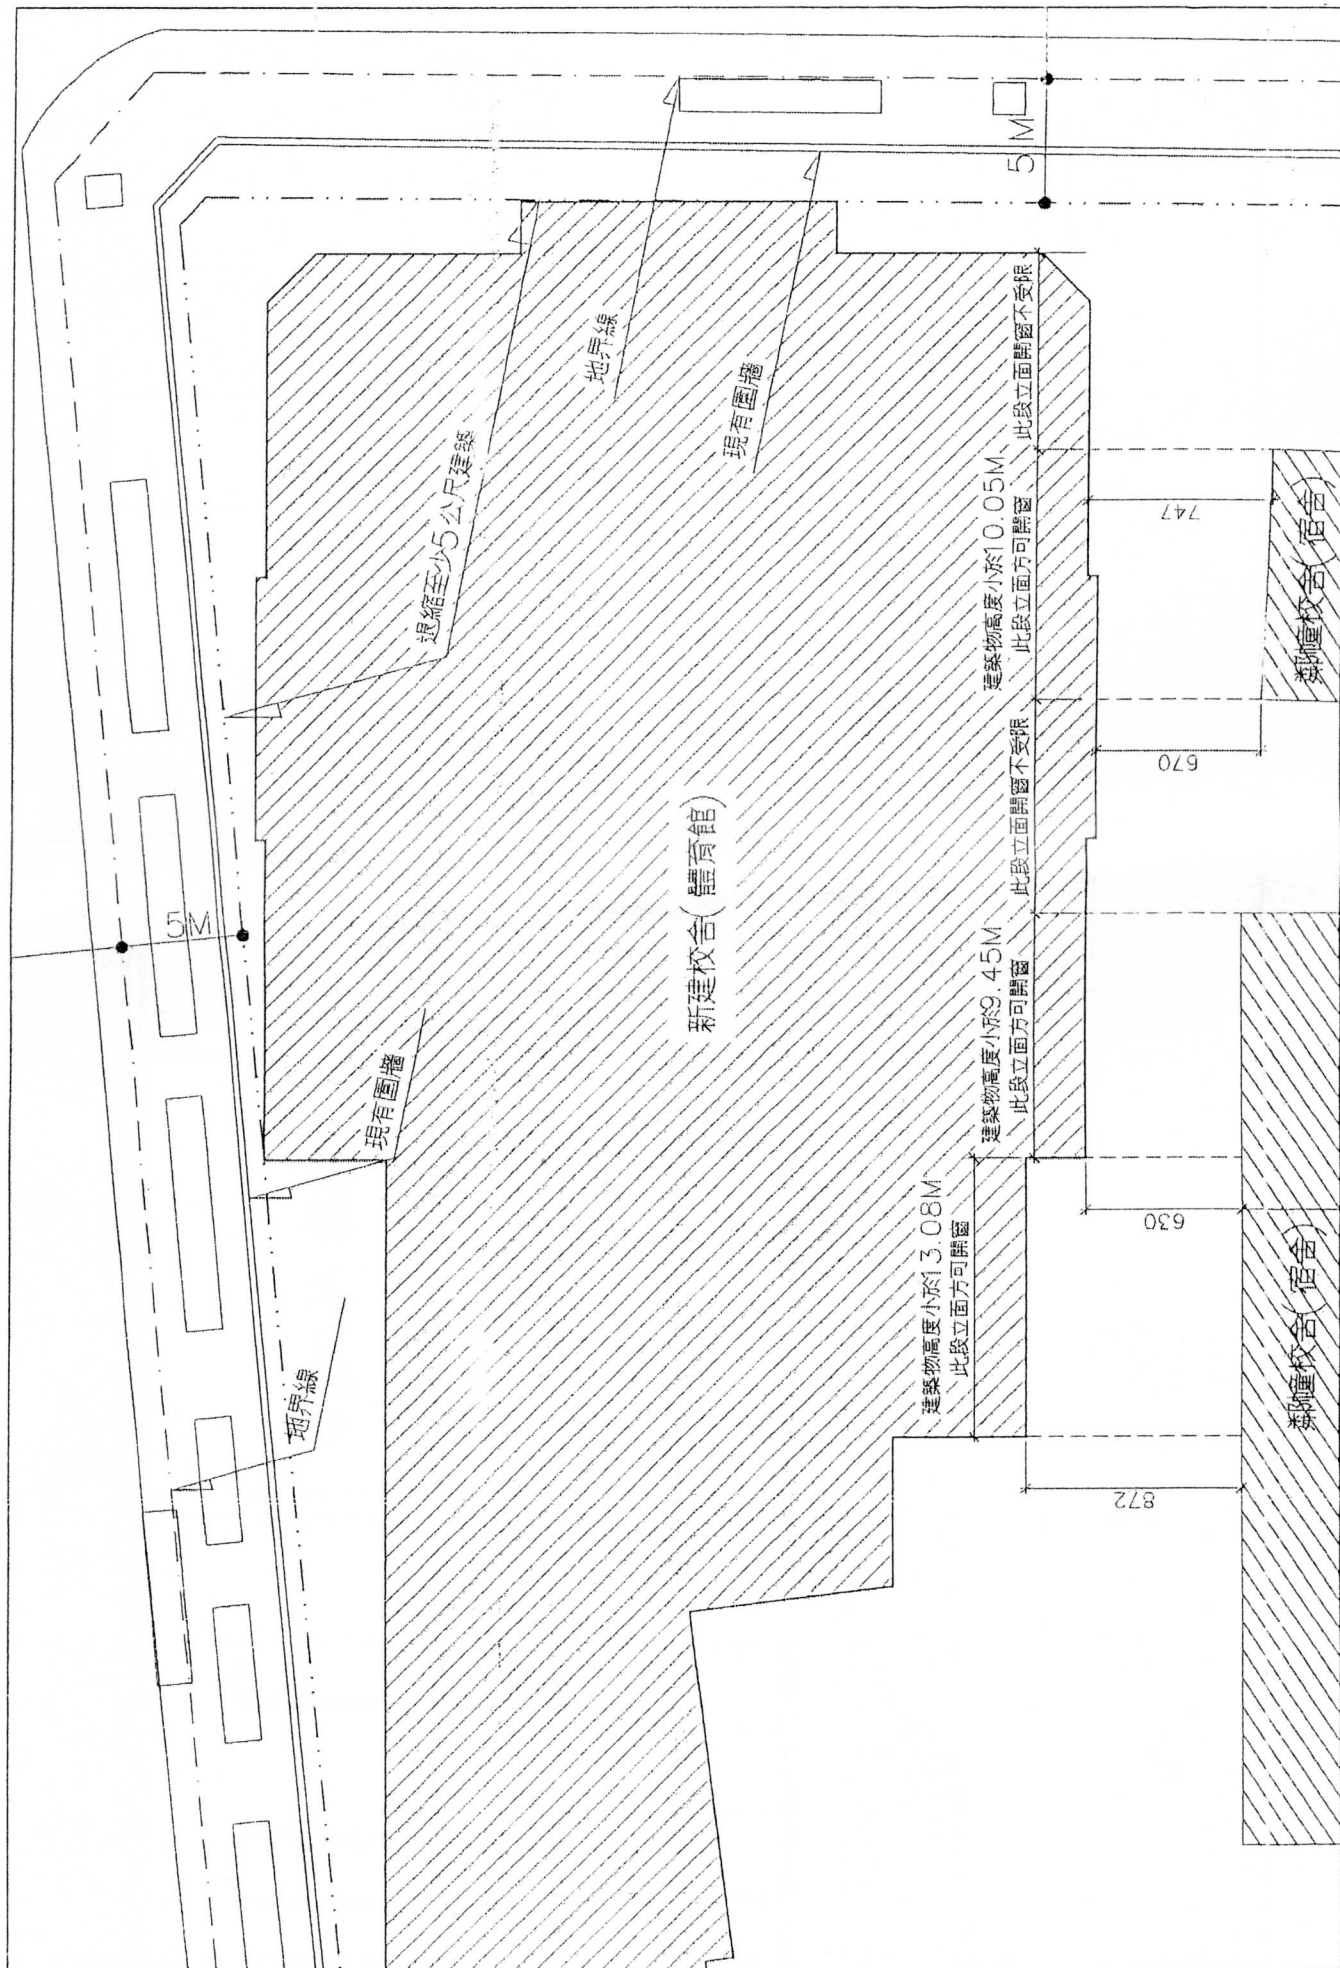 5 M
地界線
現有圍牆
退縮至少5公尺建築
此段立面開窗不受限
建築物高度小於10.05M
此段立面方可開窗
747
鄰幢校舍(宿舍)
此段立面開窗不受限
670
新建校舍(體育館)
5M
建築物高度小於9.45M
此段立面方可開窗
現有圍牆
630
建築物高度小於13.08M
此段立面方可開窗
鄰幢校舍(宿舍)
地界線
872